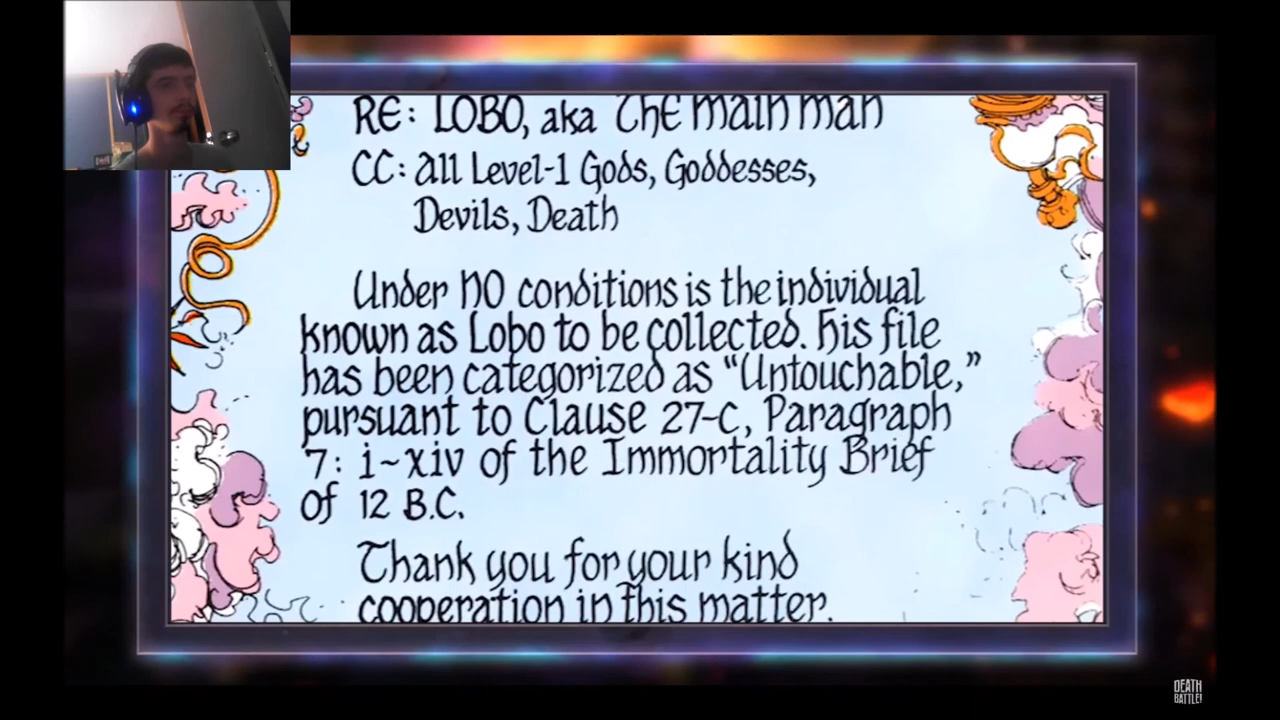 RE: LOBO, aka The Main Man
CC: All Level-1 Gods, Goddesses,
Devils, Death
Under NO conditions is the individual
known as Lobo to be collected. His file
has been categorized as “Untouchable,”
pursuant to Clause 27-C, Paragraph
7: i~xiv of the Immortality Brief
of 12 B.C.
Thank you for your kind
cooperation in this matter.
DEATH
BATTLE!